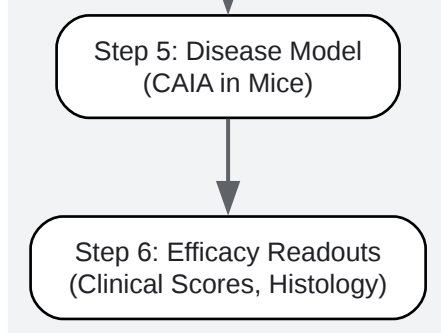 Step 5: Disease Model
(CAIA in Mice)
Step 6: Efficacy Readouts
(Clinical Scores, Histology)